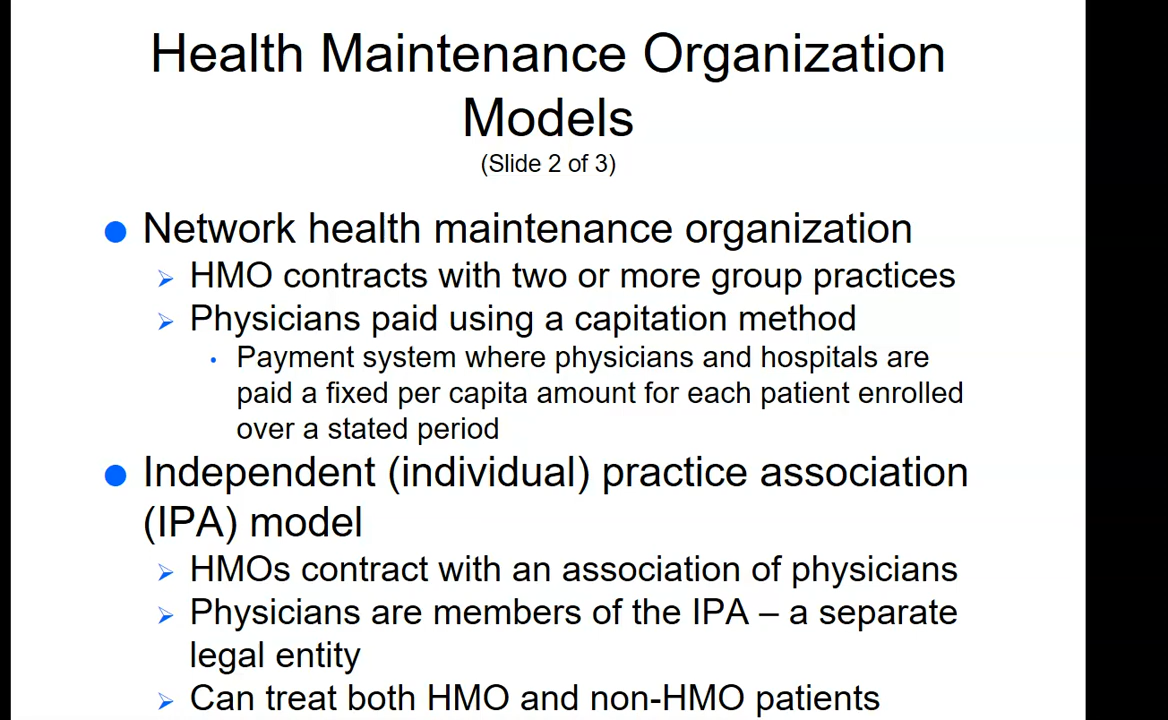 Health Maintenance Organization
Models
(Slide 2 of 3)
Network health maintenance organization
HMO contracts with two or more group practices
Physicians paid using a capitation method
Payment system where physicians and hospitals are
paid a fixed per capita amount for each patient enrolled
over a stated period
Independent (individual) practice association
(IPA) model
HMOs contract with an association of physicians
Physicians are members of the IPA – a separate
legal entity
Can treat both HMO and non-HMO patients